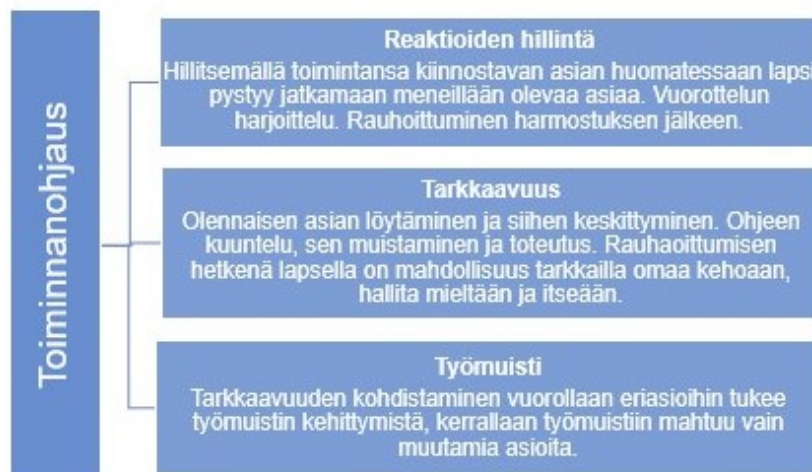 Toiminnanohjaus
Reaktioiden hillintä
Hillitsemällä toimintansa kiinnostavan asian huomatessaan lapsi
pystyy jatkamaan meneillään olevaa asiaa. Vuorottelun
harjoittelu. Rauhoittuminen harmostuksen jälkeen.
Tarkkaavuus
Olennaisen asian löytäminen ja siihen keskittyminen. Ohjeen
kuuntelu, sen muistaminen ja toteutus. Rauhaoittumisen
hetkenä lapsella on mahdollisuus tarkkailla omaa kehoaan,
hallita mieltään ja itseään.
Työmuisti
Tarkkaavuuden kohdistaminen vuorollaan eriasioihin tukee
työmuistin kehittymistä, kerrallaan työmuistiin mahtuu vain
muutamia asioita.